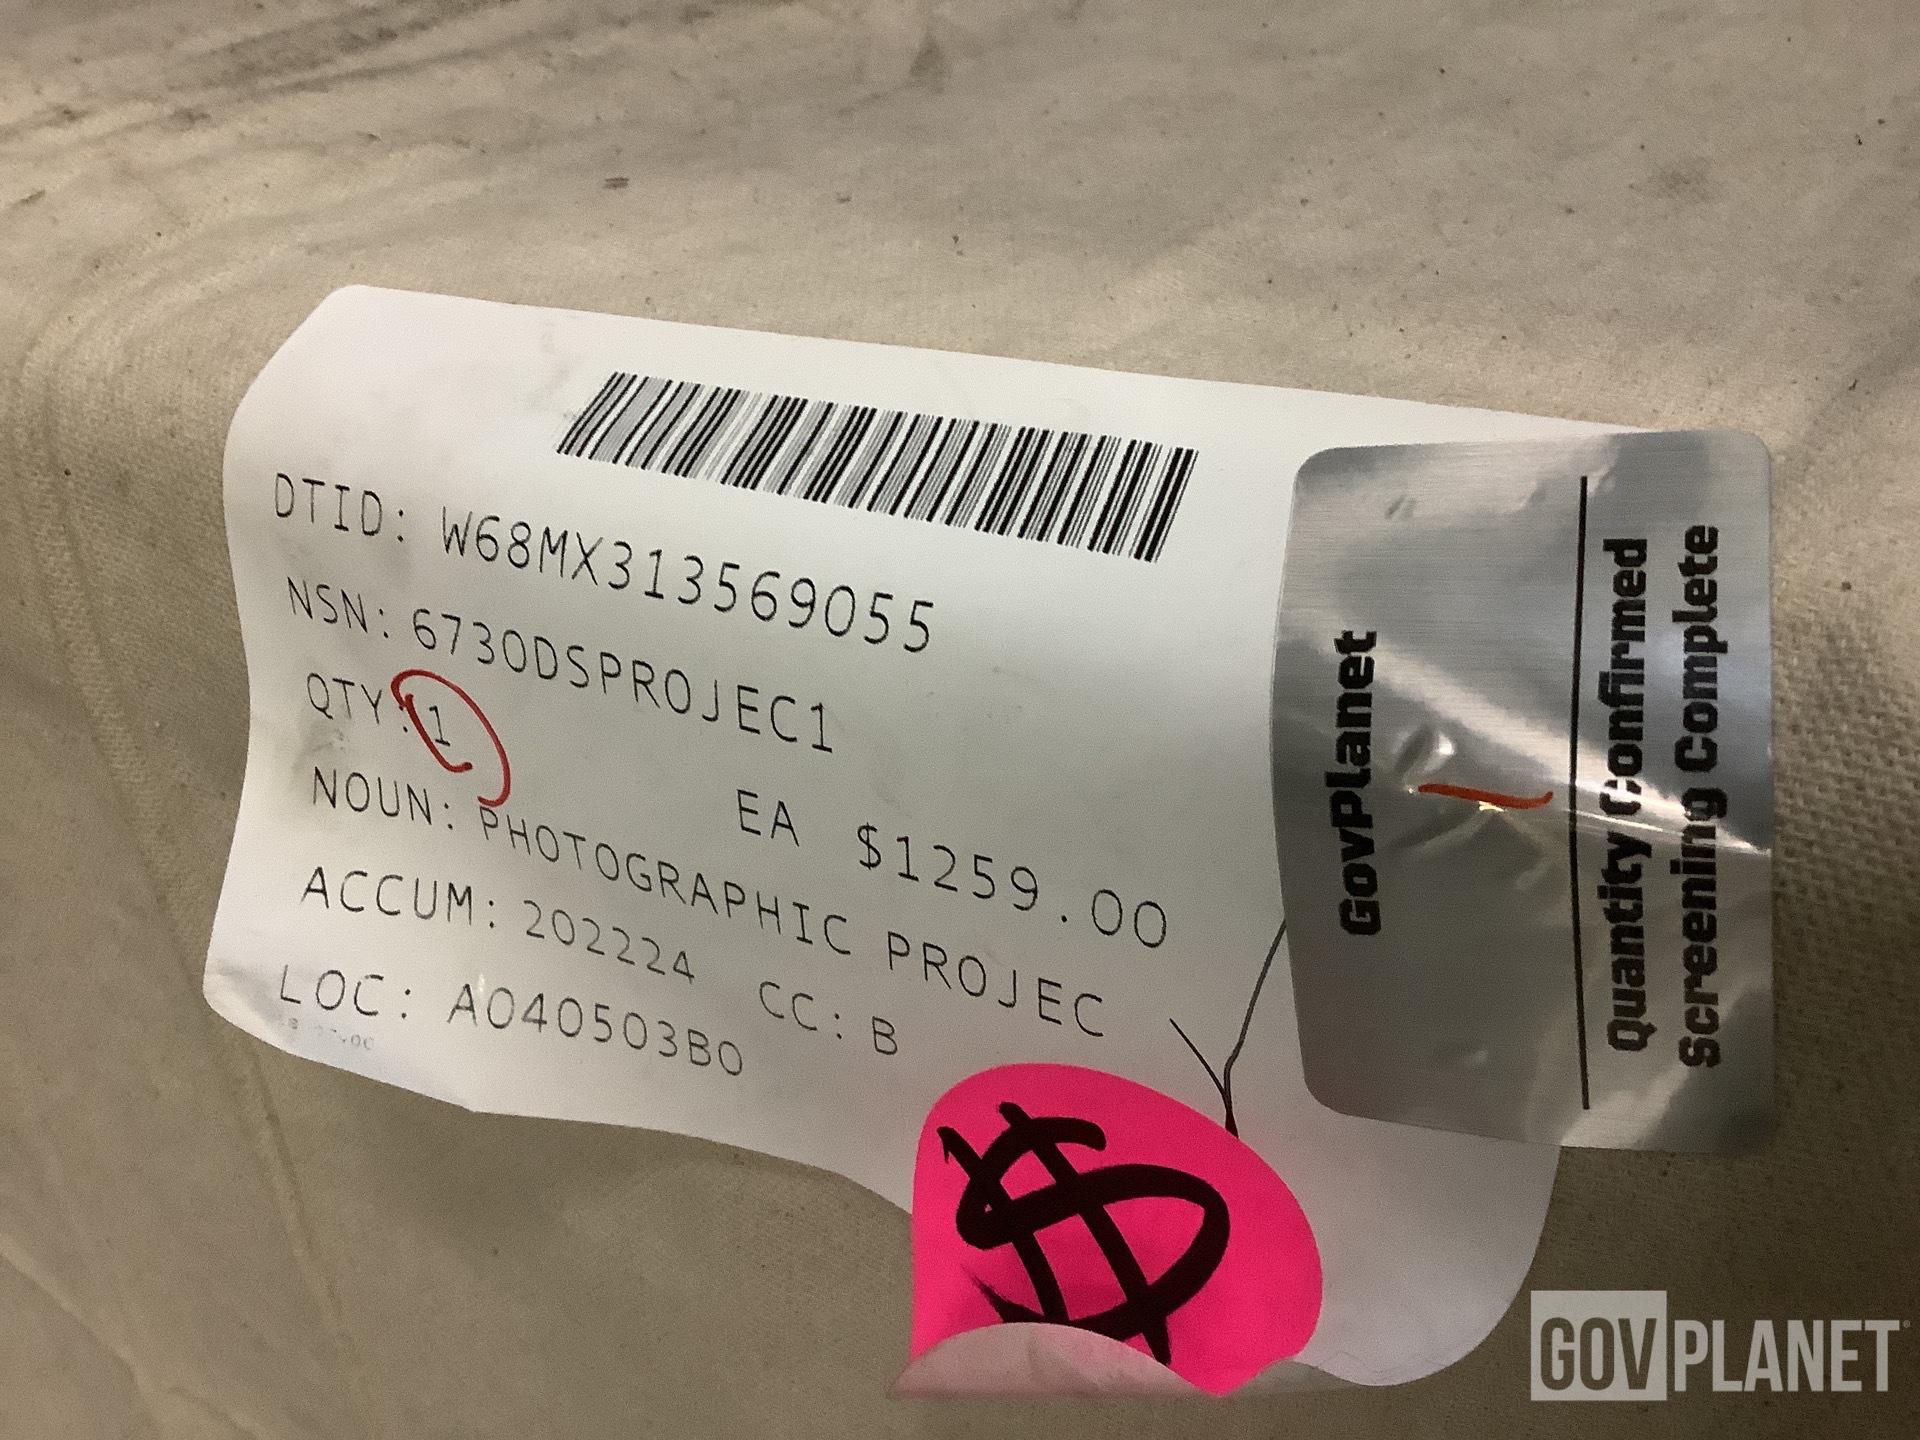 DTID: W68MX313569055
NSN: 6730DSPROJEC1
QTY: 1 EA $1259.00
NOUN: PHOTOGRAPHIC PROJEC
ACCUM: 202224 CC: B
LOC: A040503B0
$
GovPlanet
Quantity Confirmed
Screening Complete
GOVPLANET